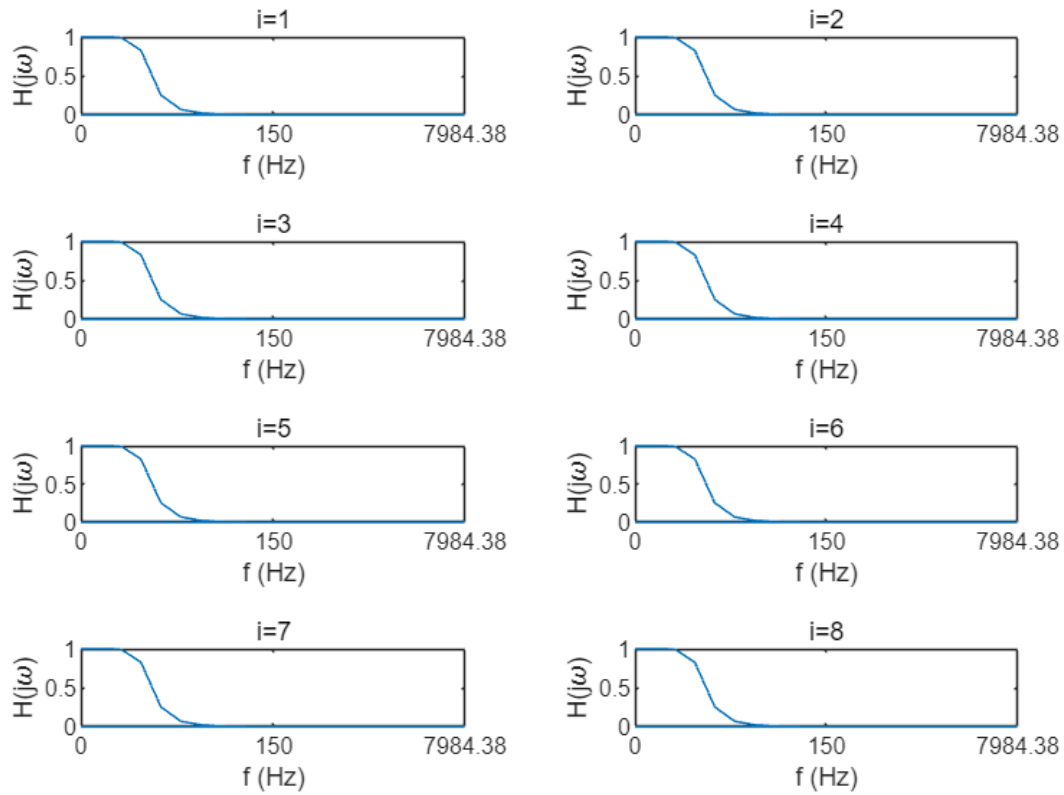 i=1
1
0.5
0
H(jω)
0 150 7984.38
f (Hz)
i=2
1
0.5
0
H(jω)
0 150 7984.38
f (Hz)
i=3
1
0.5
0
H(jω)
0 150 7984.38
f (Hz)
i=4
1
0.5
0
H(jω)
0 150 7984.38
f (Hz)
i=5
1
0.5
0
H(jω)
0 150 7984.38
f (Hz)
i=6
1
0.5
0
H(jω)
0 150 7984.38
f (Hz)
i=7
1
0.5
0
H(jω)
0 150 7984.38
f (Hz)
i=8
1
0.5
0
H(jω)
0 150 7984.38
f (Hz)